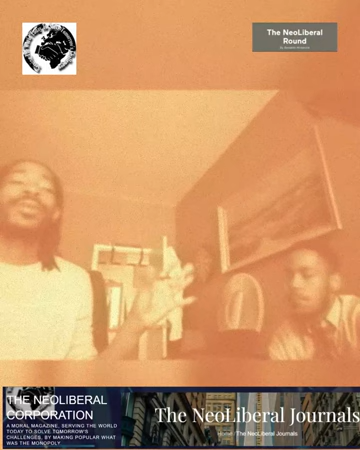 The NeoLiberal
Round
THE NEOLIBERAL
CORPORATION
A MORAL MAGAZINE, SERVING THE WORLD
TODAY TO SOLVE TOMORROW'S
CHALLENGES, BY MAKING POPULAR WHAT
WAS THE MONOPOLY
The NeoLiberal Journals
Home / The NeoLiberal Journals